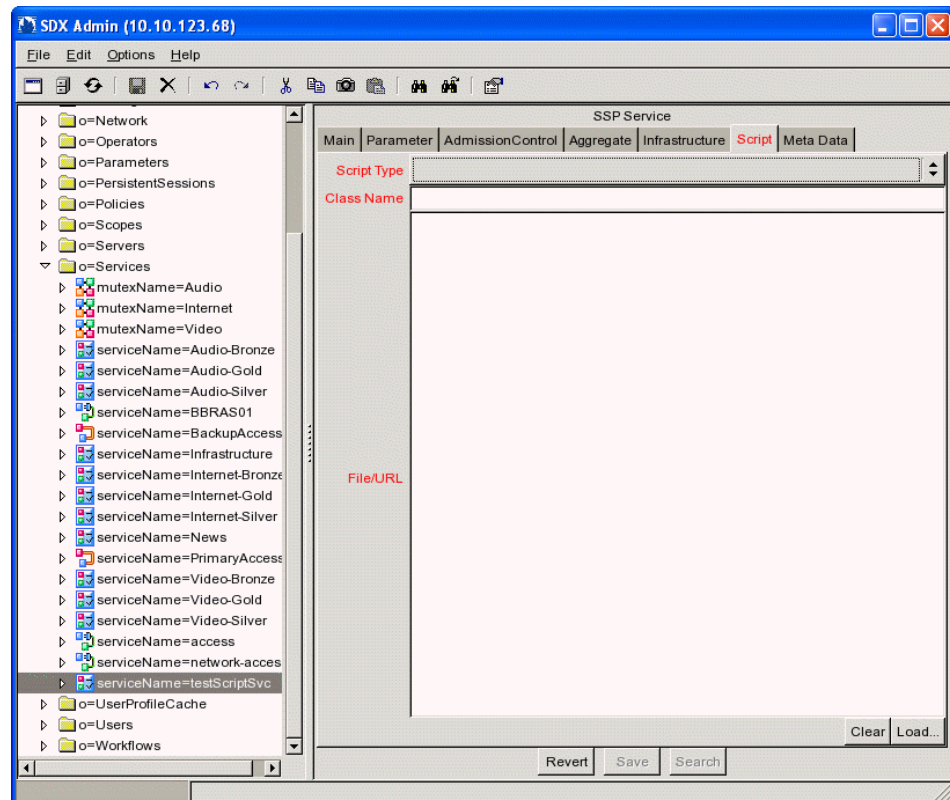 SDX Admin (10.10.123.68)
File Edit Options Help
o=Network
o=Operators
o=Parameters
o=PersistentSessions
o=Policies
o=Scopes
o=Servers
o=Services
mutexName=Audio
mutexName=Internet
mutexName=Video
serviceName=Audio-Bronze
serviceName=Audio-Gold
serviceName=Audio-Silver
serviceName=BBRAS01
serviceName=BackupAccess
serviceName=Infrastructure
serviceName=Internet-Bronze
serviceName=Internet-Gold
serviceName=Internet-Silver
serviceName=News
serviceName=PrimaryAccess
serviceName=Video-Bronze
serviceName=Video-Gold
serviceName=Video-Silver
serviceName=access
serviceName=network-acces
serviceName=testScriptSvc
o=UserProfileCache
o=Users
o=Workflows
SSP Service
Main Parameter AdmissionControl Aggregate Infrastructure Script Meta Data
Script Type
Class Name
File/URL
Clear Load...
Revert Save Search